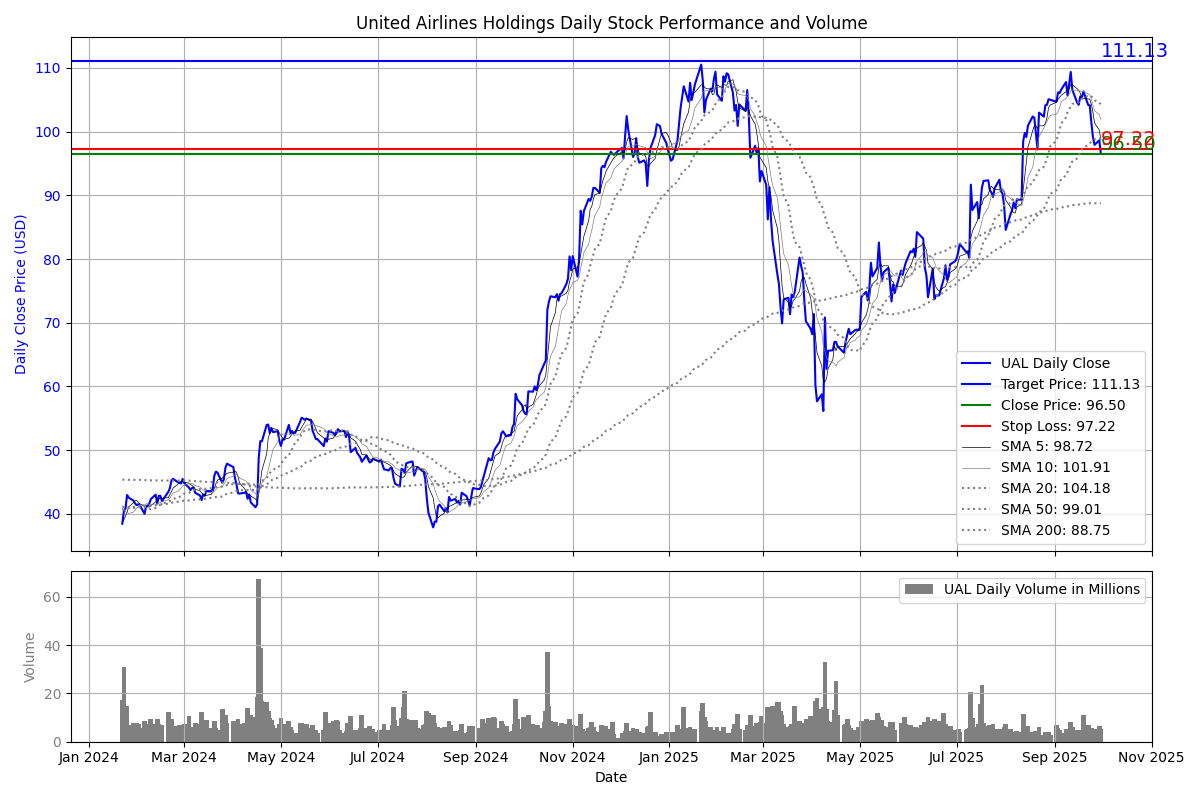 United Airlines Holdings Daily Stock Performance and Volume
111.13
110
100
97.22
96.50
90
80
70
60
50
40
Daily Close Price (USD)
UAL Daily Close
Target Price: 111.13
Close Price: 96.50
Stop Loss: 97.22
SMA 5: 98.72
SMA 10: 101.91
SMA 20: 104.18
SMA 50: 99.01
SMA 200: 88.75
UAL Daily Volume in Millions
60
40
20
0
Volume
Jan 2024 Mar 2024 May 2024 Jul 2024 Sep 2024 Nov 2024 Jan 2025 Mar 2025 May 2025 Jul 2025 Sep 2025 Nov 2025
Date